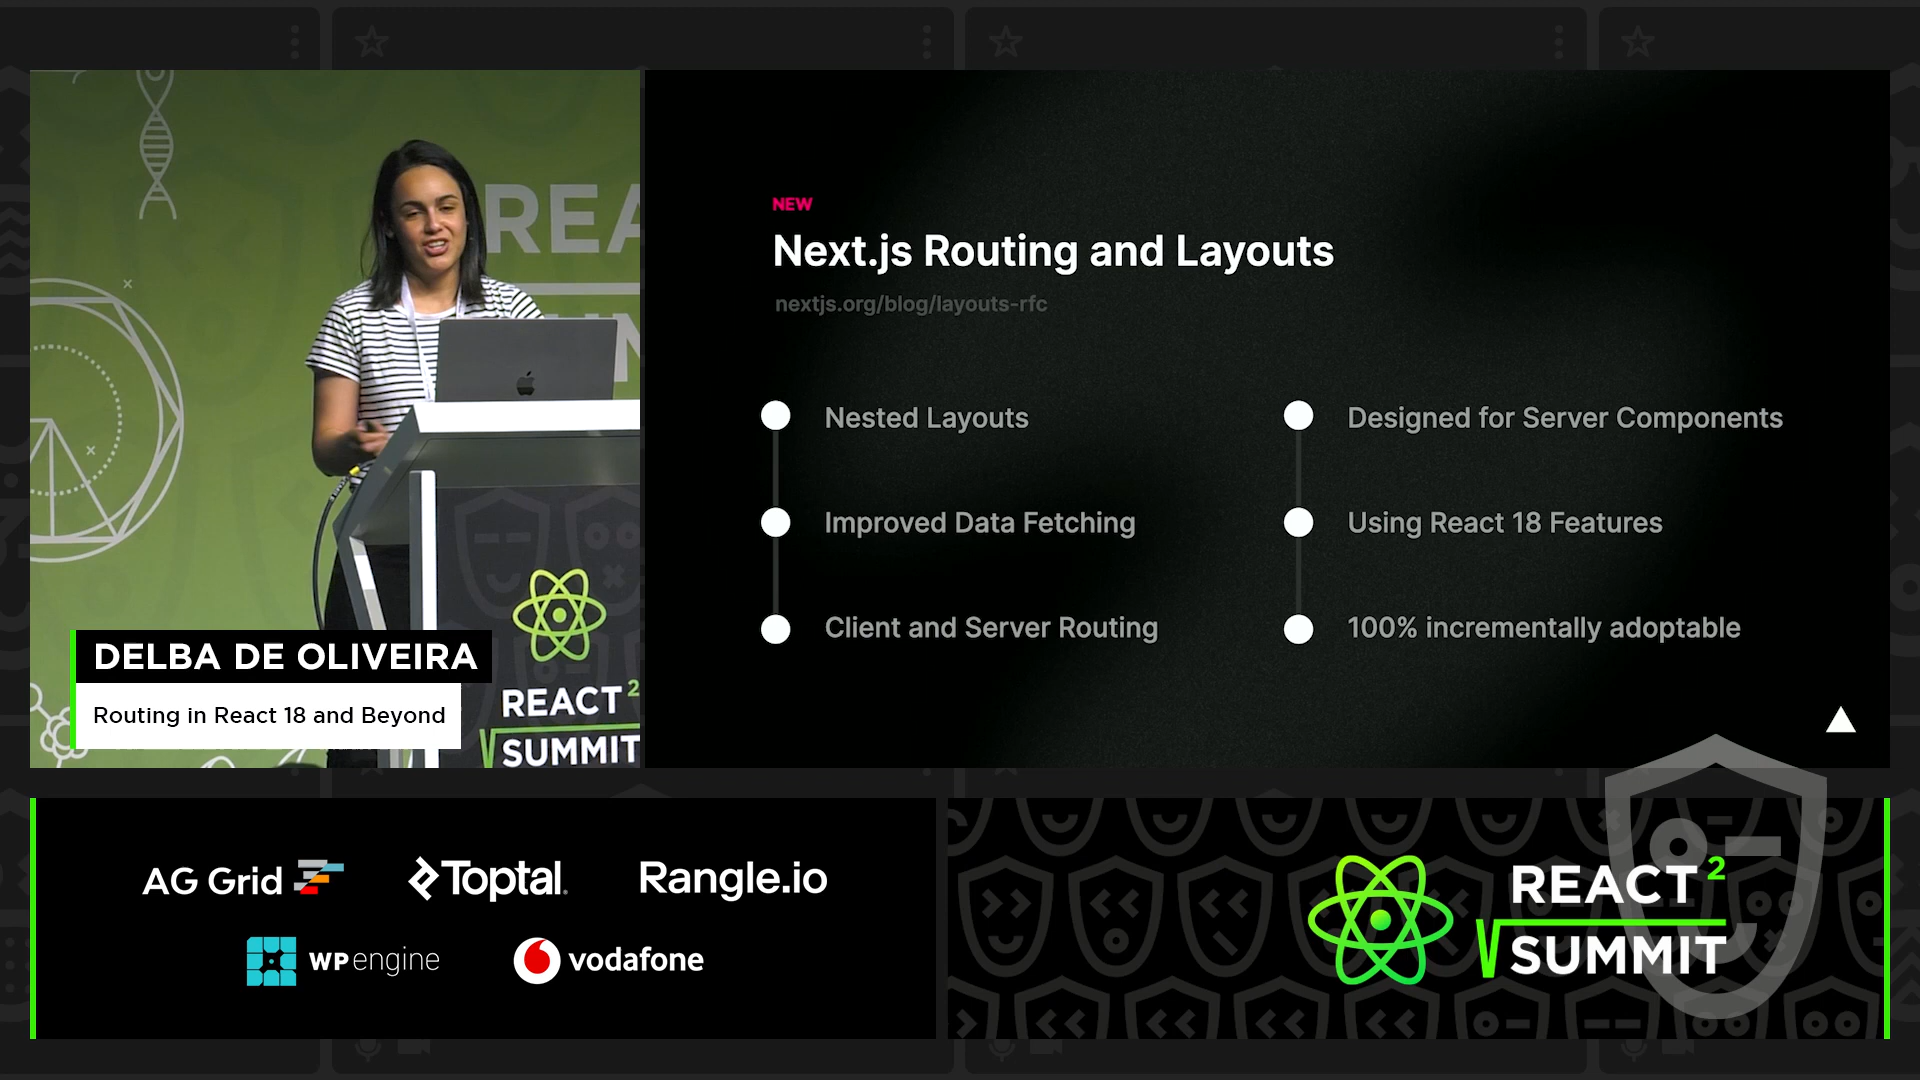 REA
REACT 2
SUMMIT
DELBA DE OLIVEIRA
Routing in React 18 and Beyond
NEW
Next.js Routing and Layouts
nextjs.org/blog/layouts-rfc
Nested Layouts
Improved Data Fetching
Client and Server Routing
Designed for Server Components
Using React 18 Features
100% incrementally adoptable
AG Grid
Toptal
Rangle.io
WP engine
vodafone
REACT 2
SUMMIT